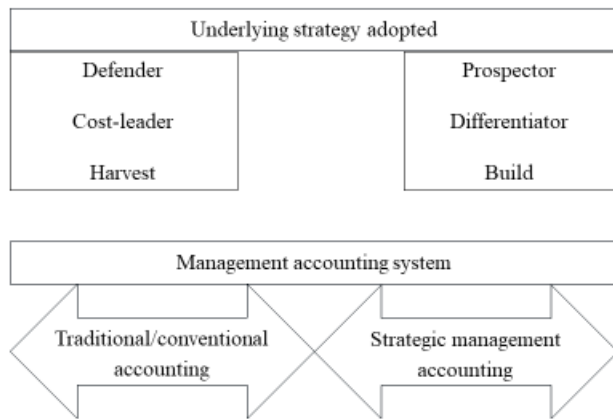 Underlying strategy adopted
Defender
Cost-leader
Harvest
Prospector
Differentiator
Build
Management accounting system
Traditional/conventional
accounting
Strategic management
accounting